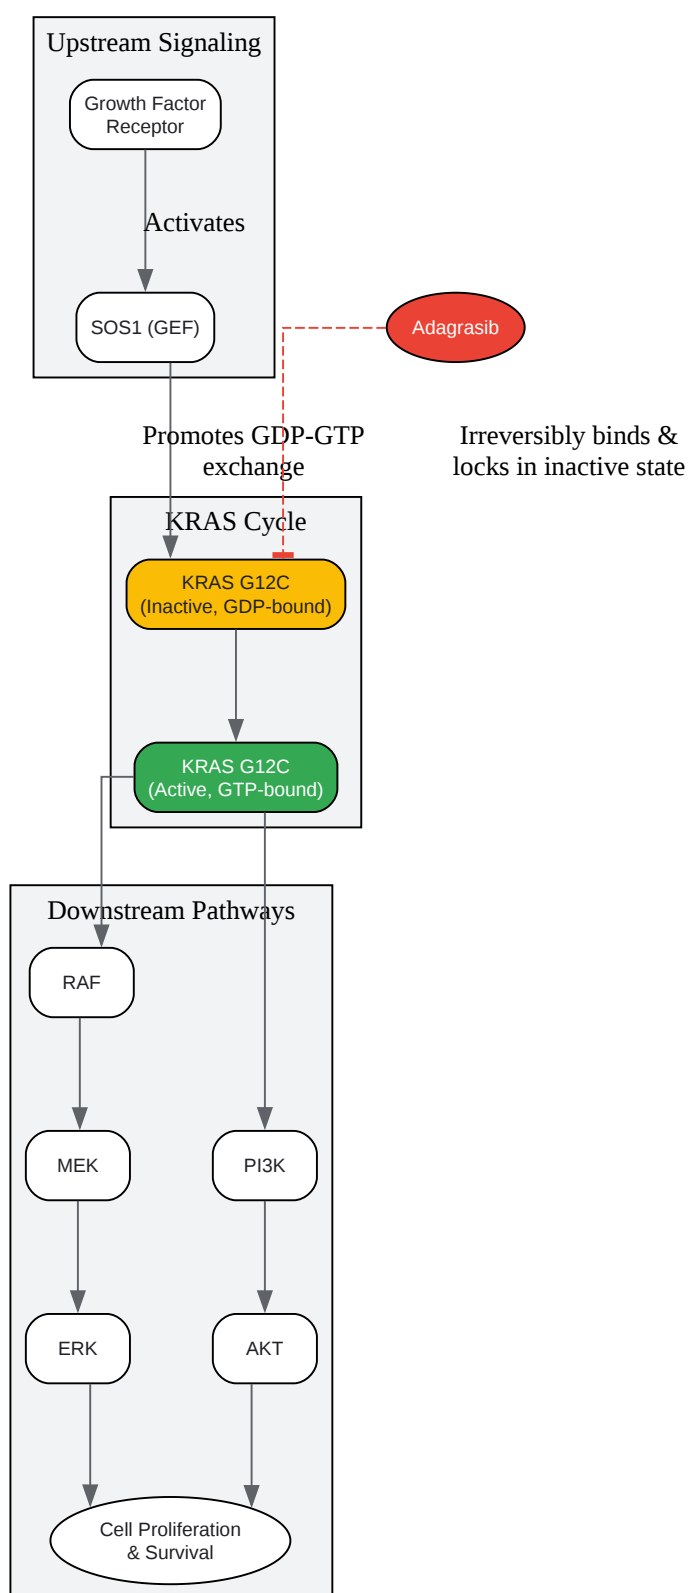 Upstream Signaling
Growth Factor
Receptor
Activates
SOS1 (GEF)
Adagrasib
Promotes GDP-GTP
exchange
Irreversibly binds &
locks in inactive state
KRAS Cycle
KRAS G12C
(Inactive, GDP-bound)
KRAS G12C
(Active, GTP-bound)
Downstream Pathways
RAF
MEK
PI3K
ERK
AKT
Cell Proliferation
& Survival